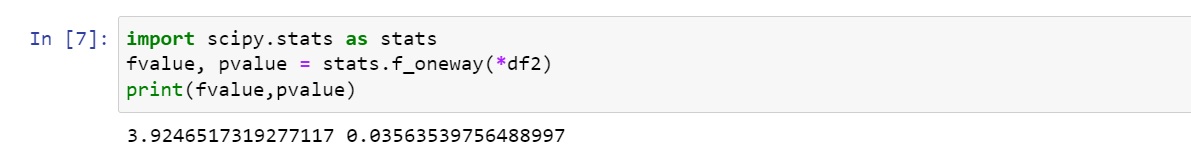 In [7]: import scipy.stats as stats
fvalue, pvalue = stats.f_oneway(*df2)
print(fvalue,pvalue)
3.9246517319277117 0.03563539756488997